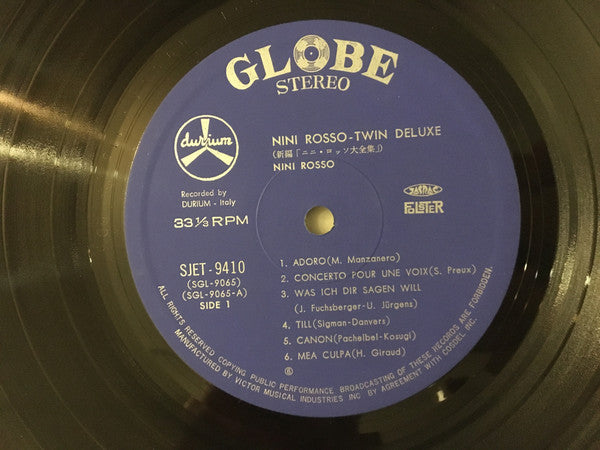 GLOBE
STEREO
durium
NINI ROSSO-TWIN DELUXE
(新編「ニニ・ロッソ大全集」)
NINI ROSSO
Recorded by
DURIUM - Italy
JASRAC
FOLSTER
33⅓ RPM
SJET-9410
(SGL-9065)
(SGL-9065-A)
SIDE 1
1. ADORO(M. Manzanero)
2. CONCERTO POUR UNE VOIX(S. Preux)
3. WAS ICH DIR SAGEN WILL
(J. Fuchsberger-U. Jürgens)
4. TILL(Sigman-Danvers)
5. CANON(Pachelbel-Kosugi)
6. MEA CULPA(H. Giraud)
ALL RIGHTS RESERVED COPYING PUBLIC PERFORMANCE BROADCASTING OF THESE RECORDS ARE FORBIDDEN.
MANUFACTURED BY VICTOR MUSICAL INDUSTRIES INC BY AGREEMENT WITH COSDEL INC.